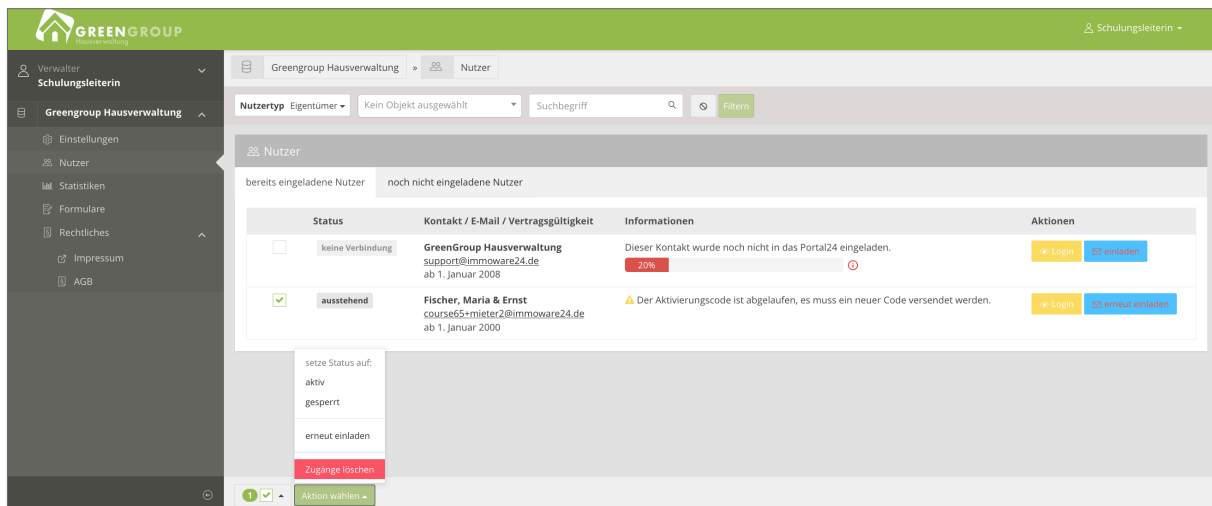 GREENGROUP
Hausverwaltung
Schulungsleiterin
Verwalter
Schulungsleiterin
Greengroup Hausverwaltung
Einstellungen
Nutzer
Statistiken
Formulare
Rechtliches
Impressum
AGB
Greengroup Hausverwaltung » Nutzer
Nutzertyp Eigentümer Kein Objekt ausgewählt Suchbegriff Filtern
Nutzer
bereits eingeladene Nutzer noch nicht eingeladene Nutzer
Status Kontakt / E-Mail / Vertragsgültigkeit Informationen Aktionen
keine Verbindung GreenGroup Hausverwaltung Dieser Kontakt wurde noch nicht in das Portal24 eingeladen. Login einladen
support@immoware24.de 20%
ab 1. Januar 2008
ausstehend Fischer, Maria & Ernst Der Aktivierungscode ist abgelaufen, es muss ein neuer Code versendet werden. Login erneut einladen
course65+mieter2@immoware24.de
ab 1. Januar 2000
setze Status auf:
aktiv
gesperrt
erneut einladen
Zugänge löschen
1 Aktion wählen